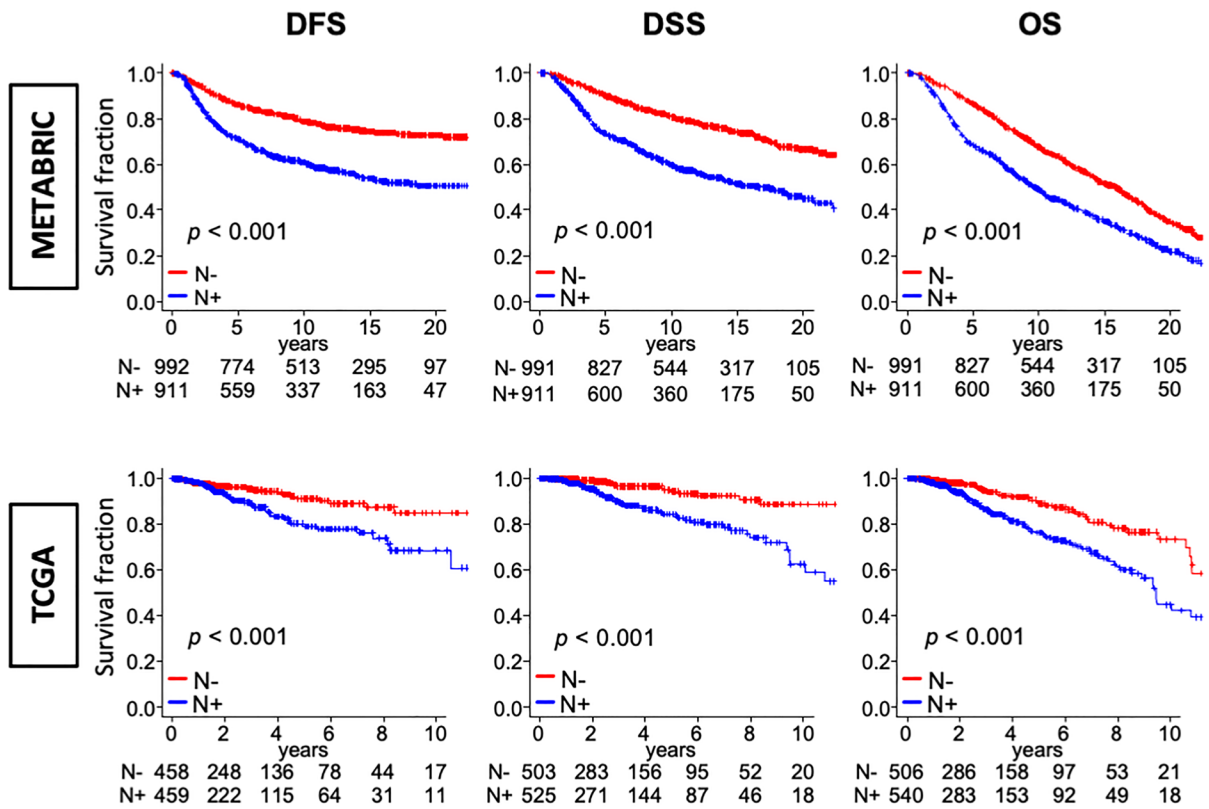 DFS DSS OS
METABRIC
Survival fraction
1.0 1.0 1.0
0.8 0.8 0.8
0.6 0.6 0.6
0.4 0.4 0.4
p < 0.001 p < 0.001 p < 0.001
0.2 0.2 0.2
N- N- N-
N+ N+ N+
0.0 0.0 0.0
0 5 10 15 20 0 5 10 15 20 0 5 10 15 20
years years years
N- 992 774 513 295 97 N- 991 827 544 317 105 N- 991 827 544 317 105
N+ 911 559 337 163 47 N+ 911 600 360 175 50 N+ 911 600 360 175 50
TCGA
Survival fraction
1.0 1.0 1.0
0.8 0.8 0.8
0.6 0.6 0.6
0.4 0.4 0.4
p < 0.001 p < 0.001 p < 0.001
0.2 0.2 0.2
N- N- N-
N+ N+ N+
0.0 0.0 0.0
0 2 4 6 8 10 0 2 4 6 8 10 0 2 4 6 8 10
years years years
N- 458 248 136 78 44 17 N- 503 283 156 95 52 20 N- 506 286 158 97 53 21
N+ 459 222 115 64 31 11 N+ 525 271 144 87 46 18 N+ 540 283 153 92 49 18